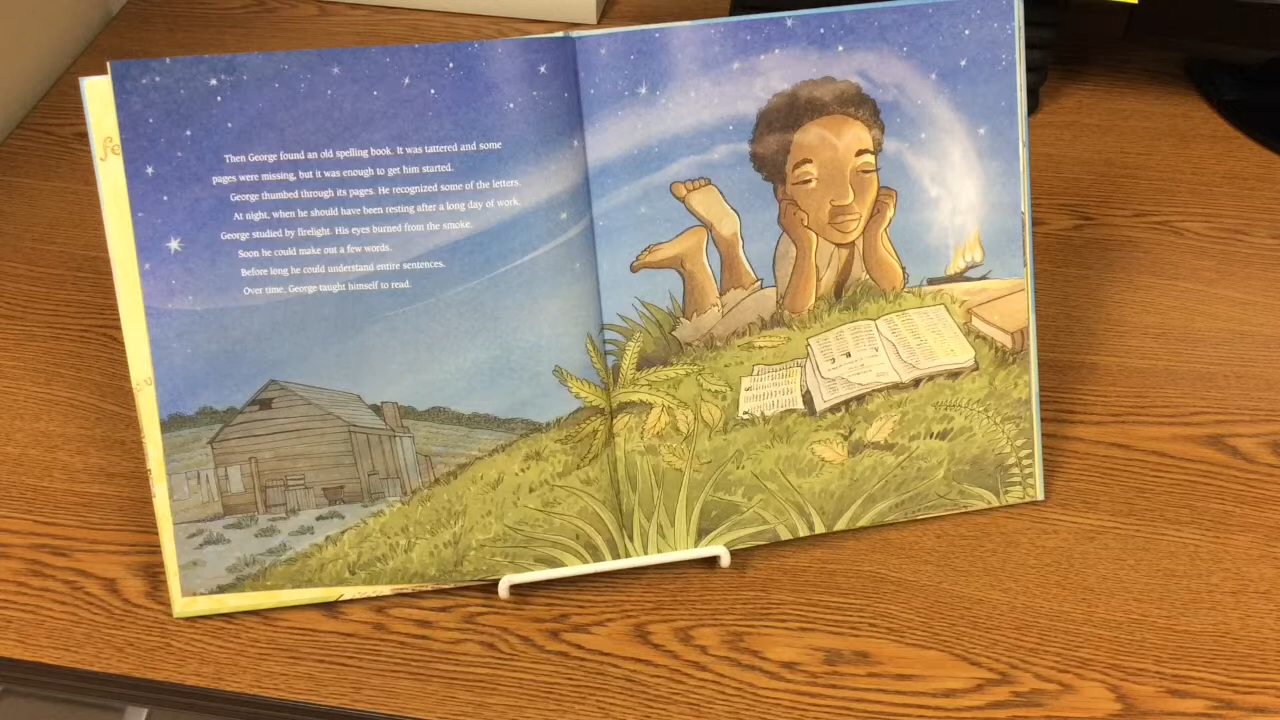 Then George found an old spelling book. It was tattered and some
pages were missing, but it was enough to get him started.
George thumbed through its pages. He recognized some of the letters.
At night, when he should have been resting after a long day of work,
George studied by firelight. His eyes burned from the smoke.
Soon he could make out a few words.
Before long he could understand entire sentences.
Over time, George taught himself to read.